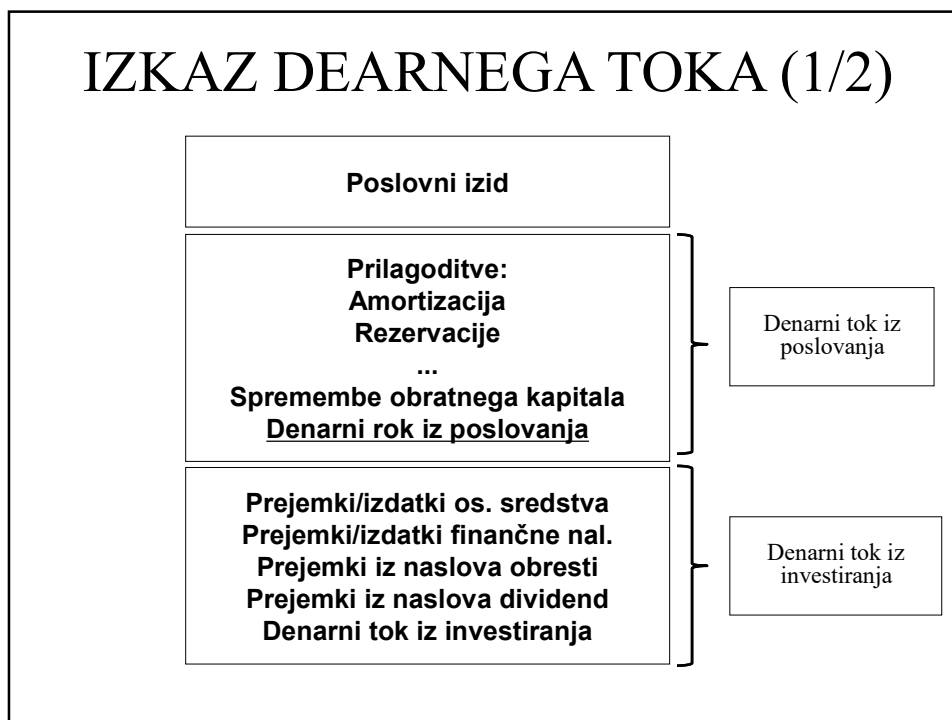 IZKAZ DEARNEGA TOKA (1/2)
Poslovni izid
Prilagoditve:
Amortizacija
Rezervacije
...
Spremembe obratnega kapitala
Denarni rok iz poslovanja
Denarni tok iz
poslovanja
Prejemki/izdatki os. sredstva
Prejemki/izdatki finančne nal.
Prejemki iz naslova obresti
Prejemki iz naslova dividend
Denarni tok iz investiranja
Denarni tok iz
investiranja